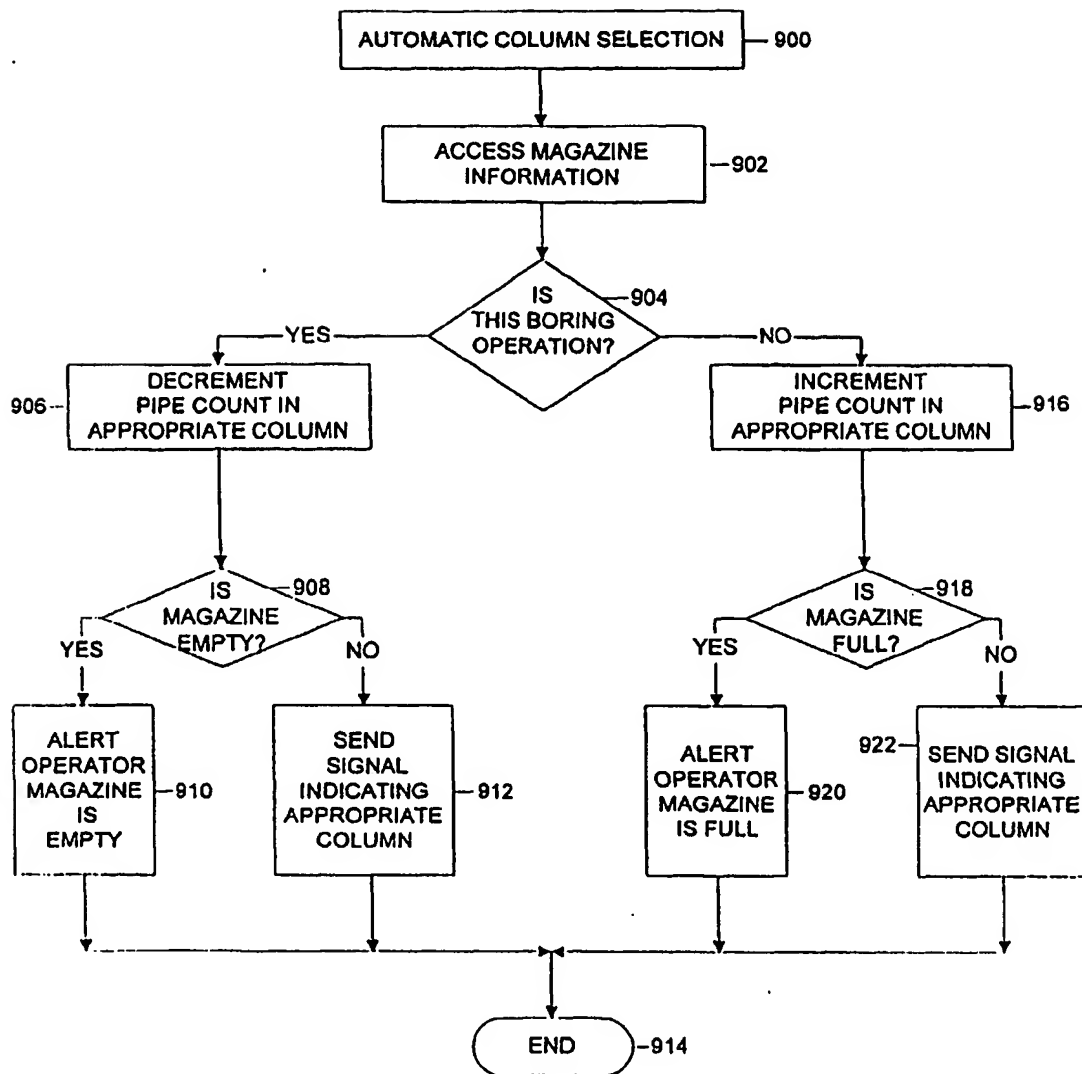 AUTOMATIC COLUMN SELECTION
900
ACCESS MAGAZINE
INFORMATION
902
IS
THIS BORING
OPERATION?
904
YES
NO
906
DECREMENT
PIPE COUNT IN
APPROPRIATE COLUMN
INCREMENT
PIPE COUNT IN
APPROPRIATE COLUMN
916
IS
MAGAZINE
EMPTY?
908
YES
NO
IS
MAGAZINE
FULL?
918
YES
NO
ALERT
OPERATOR
MAGAZINE
IS
EMPTY
910
SEND
SIGNAL
INDICATING
APPROPRIATE
COLUMN
912
ALERT
OPERATOR
MAGAZINE
IS FULL
920
922
SEND SIGNAL
INDICATING
APPROPRIATE
COLUMN
END
914